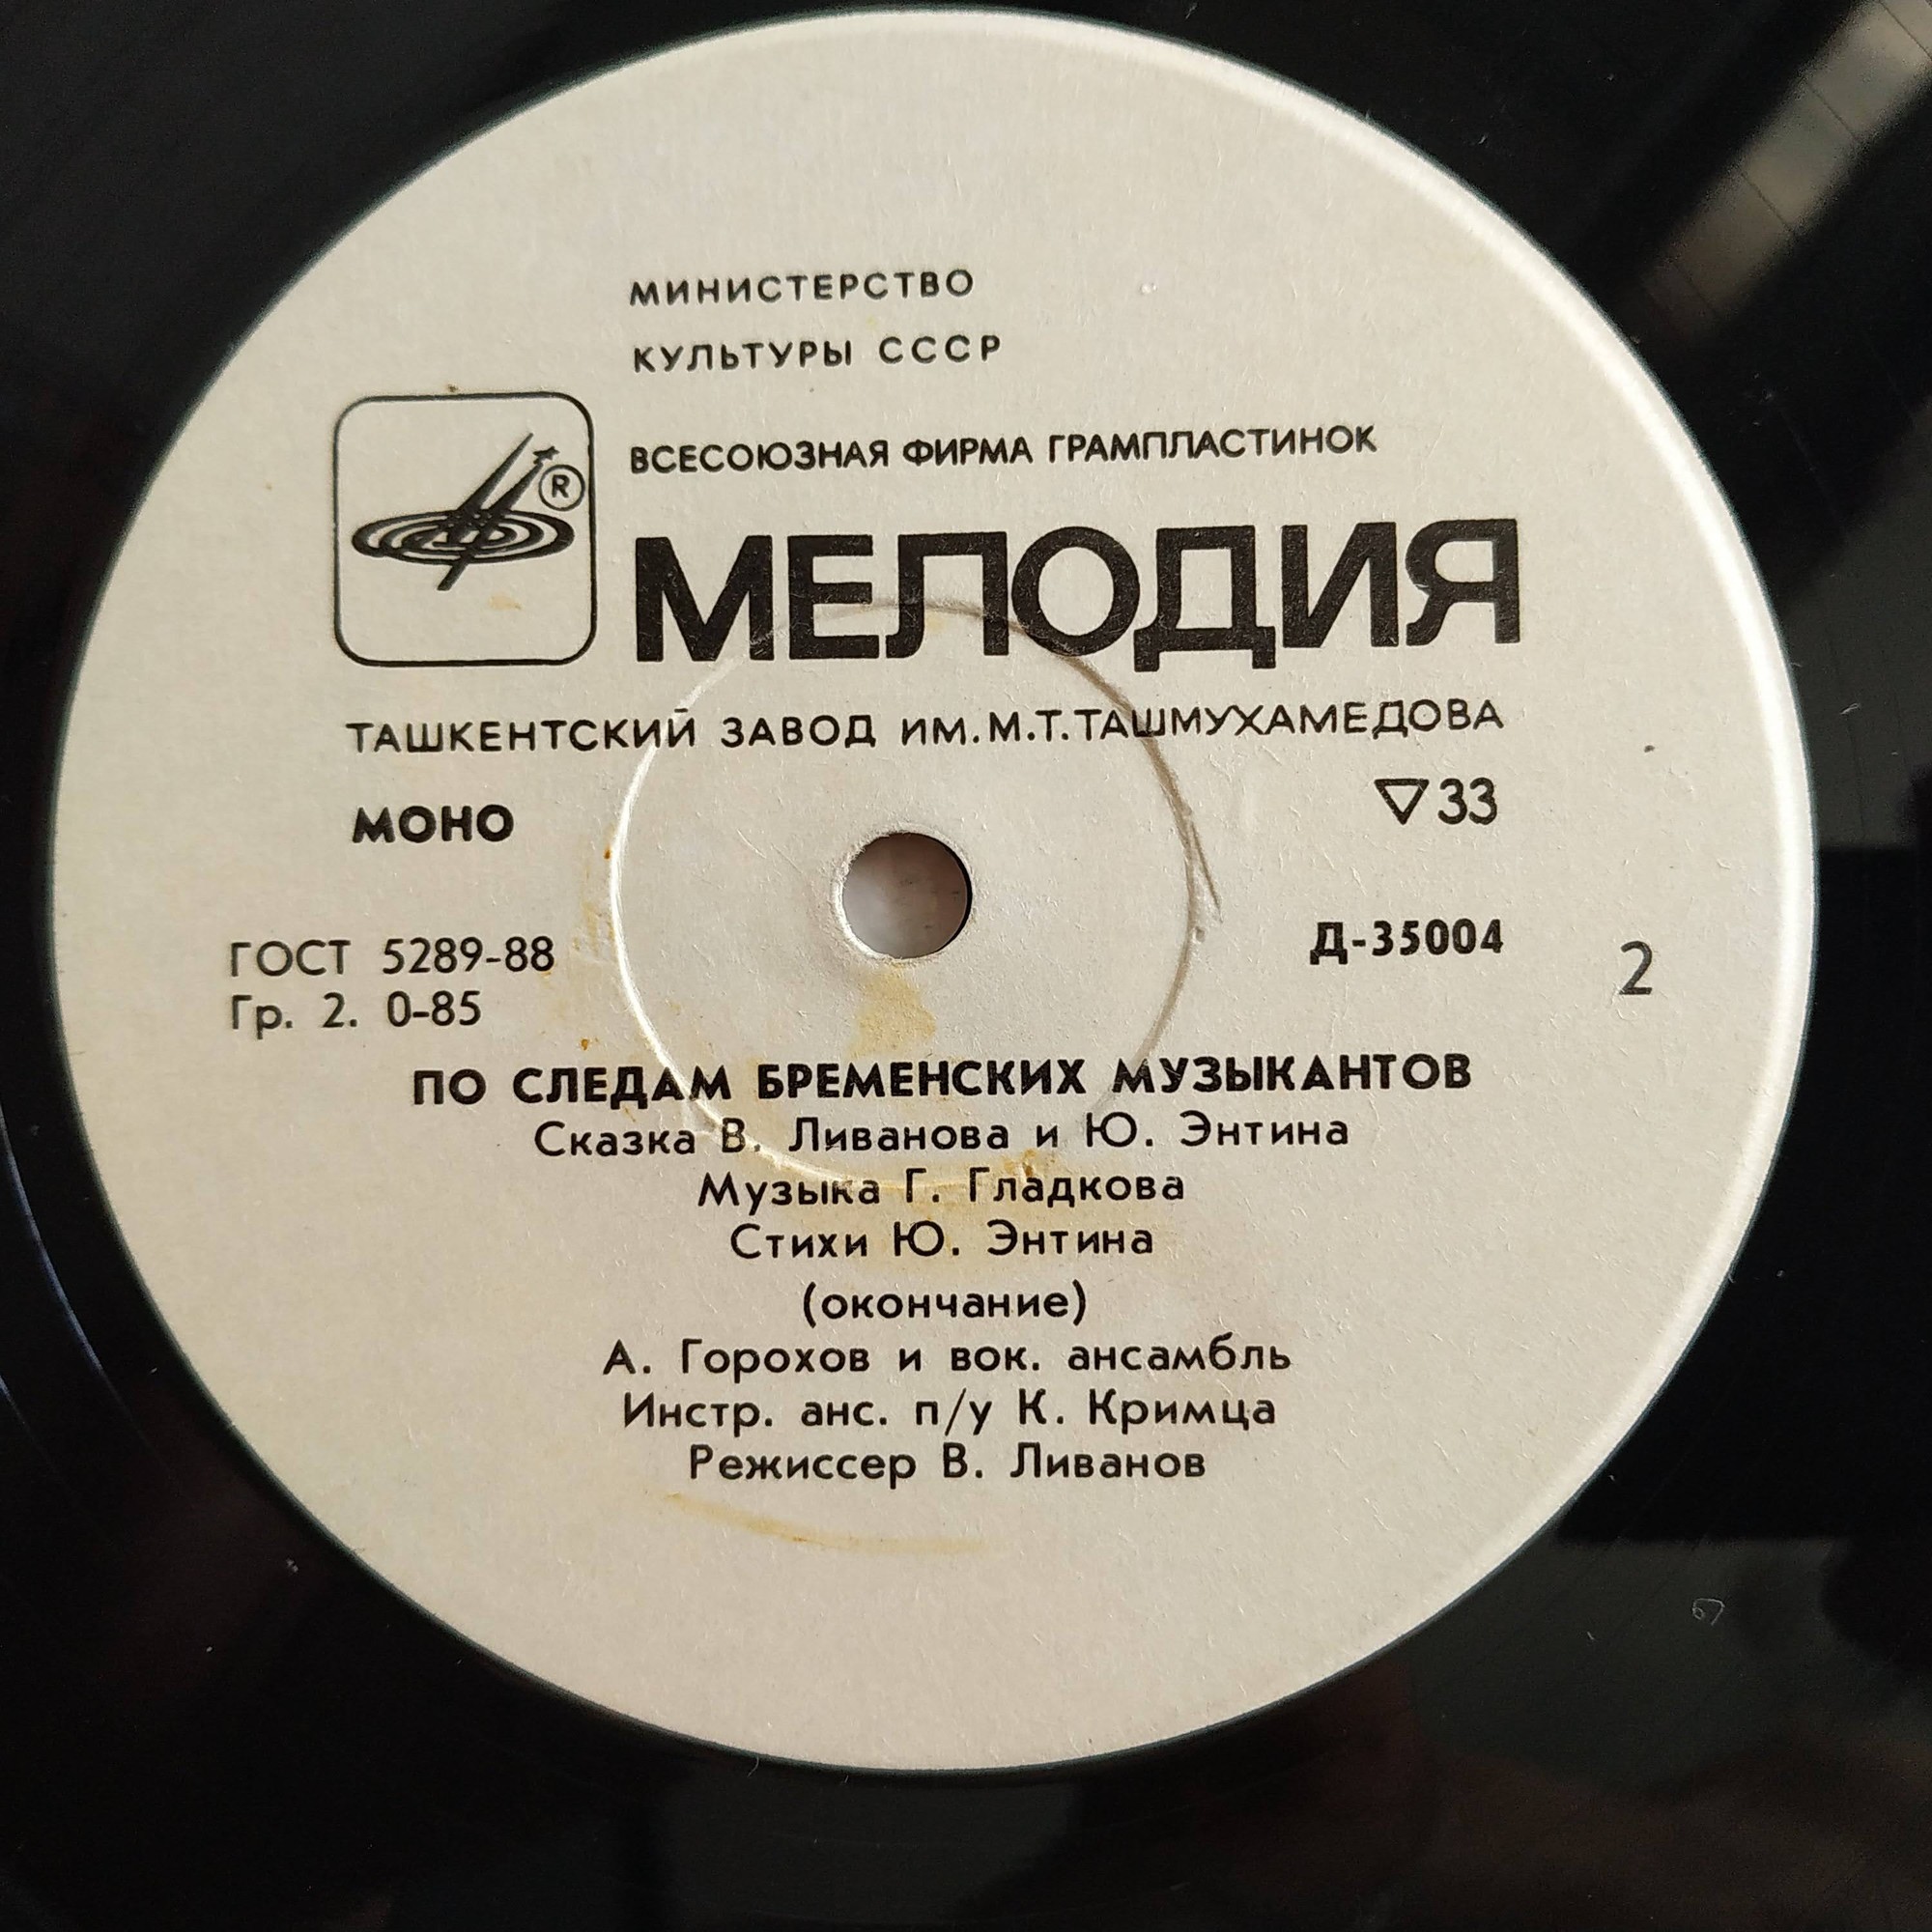 МИНИСТЕРСТВО
КУЛЬТУРЫ СССР
ВСЕСОЮЗНАЯ ФИРМА ГРАМПЛАСТИНОК
®
МЕЛОДИЯ
ТАШКЕНТСКИЙ ЗАВОД ИМ. М.Т. ТАШМУХАМЕДОВА
МОНО ▽33
ГОСТ 5289-88 Д-35004 2
Гр. 2. 0-85
ПО СЛЕДАМ БРЕМЕНСКИХ МУЗЫКАНТОВ
Сказка В. Ливанова и Ю. Энтина
Музыка Г. Гладкова
Стихи Ю. Энтина
(окончание)
А. Горохов и вок. ансамбль
Инстр. анс. п/у К. Кримца
Режиссер В. Ливанов